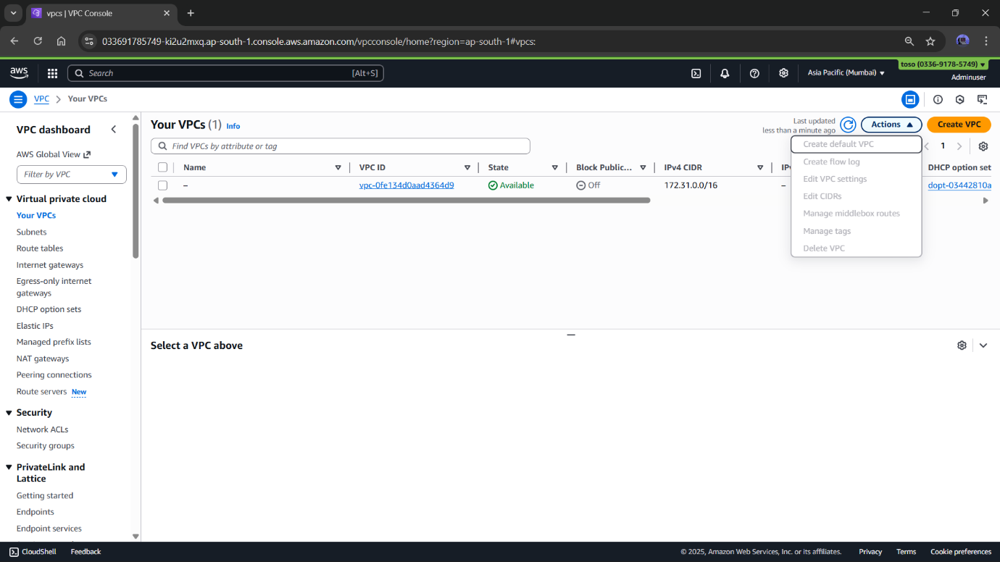 vpcs | VPC Console
033691785749-ki2u2mxq.ap-south-1.console.aws.amazon.com/vpcconsole/home?region=ap-south-1#vpcs:
aws
Search
[Alt+S]
Asia Pacific (Mumbai)
toso (0336-9178-5749)
Adminuser
VPC
Your VPCs
VPC dashboard
AWS Global View
Filter by VPC
Virtual private cloud
Your VPCs
Subnets
Route tables
Internet gateways
Egress-only internet
gateways
DHCP option sets
Elastic IPs
Managed prefix lists
NAT gateways
Peering connections
Route servers New
Security
Network ACLs
Security groups
PrivateLink and
Lattice
Getting started
Endpoints
Endpoint services
Your VPCs (1) Info
Last updated
less than a minute ago
Actions
Create VPC
Find VPCs by attribute or tag
1
Create default VPC
Create flow log
Edit VPC settings
Edit CIDRs
Manage middlebox routes
Manage tags
Delete VPC
Name
VPC ID
State
Block Public...
IPv4 CIDR
DHCP option set
–
vpc-0fe134d0aad4364d9
Available
Off
172.31.0.0/16
–
dopt-03442810a
Select a VPC above
CloudShell
Feedback
© 2025, Amazon Web Services, Inc. or its affiliates.
Privacy
Terms
Cookie preferences